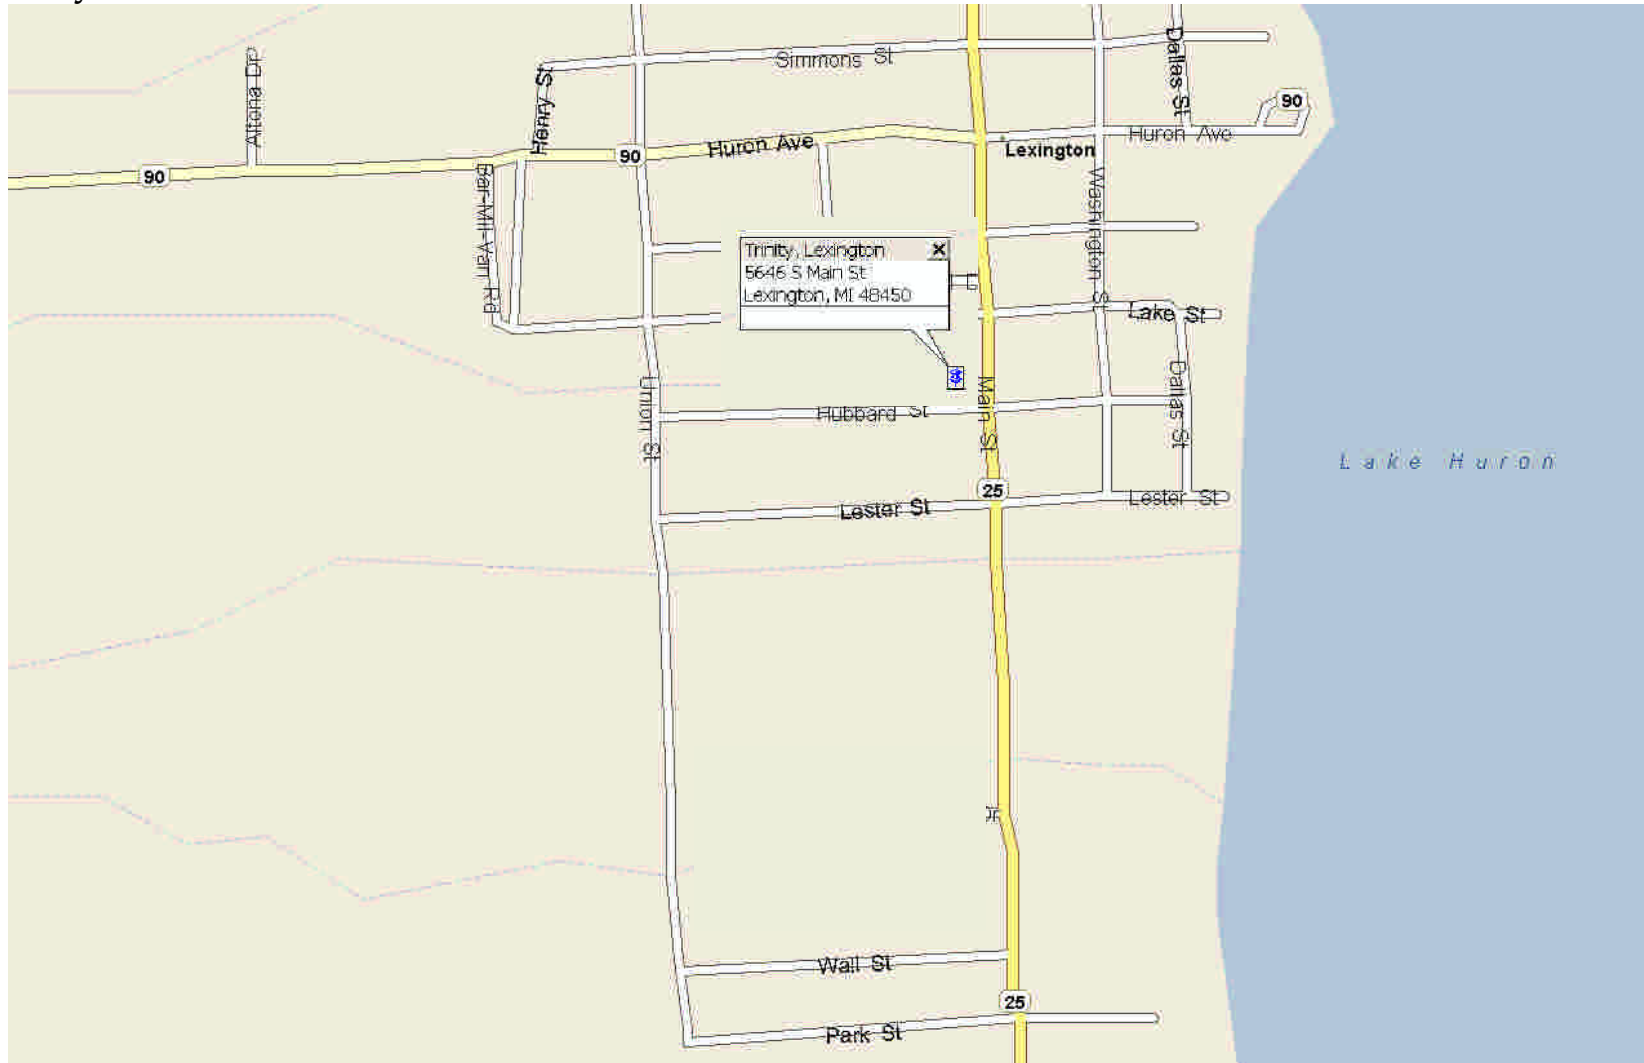 Simmons St
Dallas St
Altona Dr
Henry St
90
Huron Ave
Huron Ave
90
90
Lexington
Bar-Mil-Van Rd
Washington St
Trinity, Lexington
5646 S Main St
Lexington, MI 48450
Lake St
Union St
Main St
Dallas St
Hubbard St
Lake Huron
25
Lester St
Lester St
Wall St
25
Park St